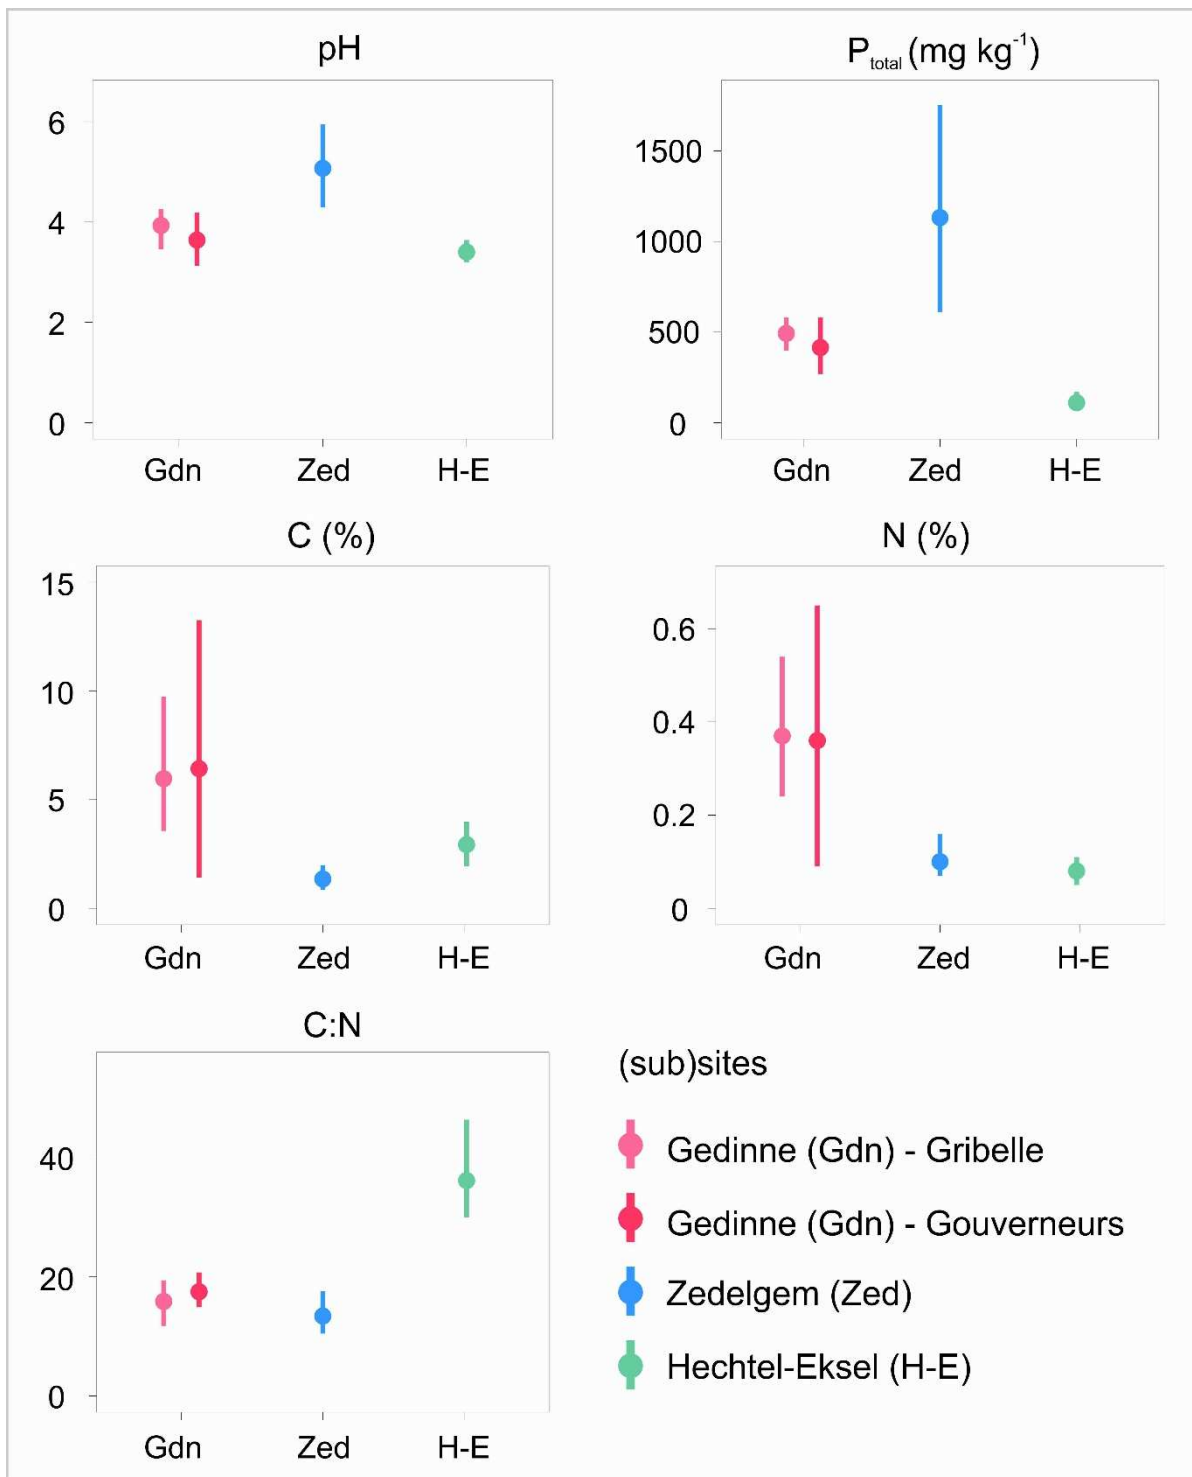 pH
6
4
2
0
Gdn Zed H-E
P_total (mg kg⁻¹)
1500
1000
500
0
Gdn Zed H-E
C (%)
15
10
5
0
Gdn Zed H-E
N (%)
0.6
0.4
0.2
0
Gdn Zed H-E
C:N
40
20
0
Gdn Zed H-E
(sub)sites
Gedinne (Gdn) - Gribelle
Gedinne (Gdn) - Gouverneurs
Zedelgem (Zed)
Hechtel-Eksel (H-E)